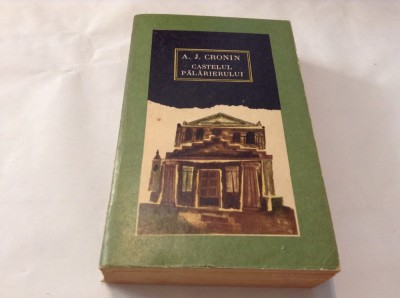 A. J. CRONIN
CASTELUL
PĂLĂRIERULUI